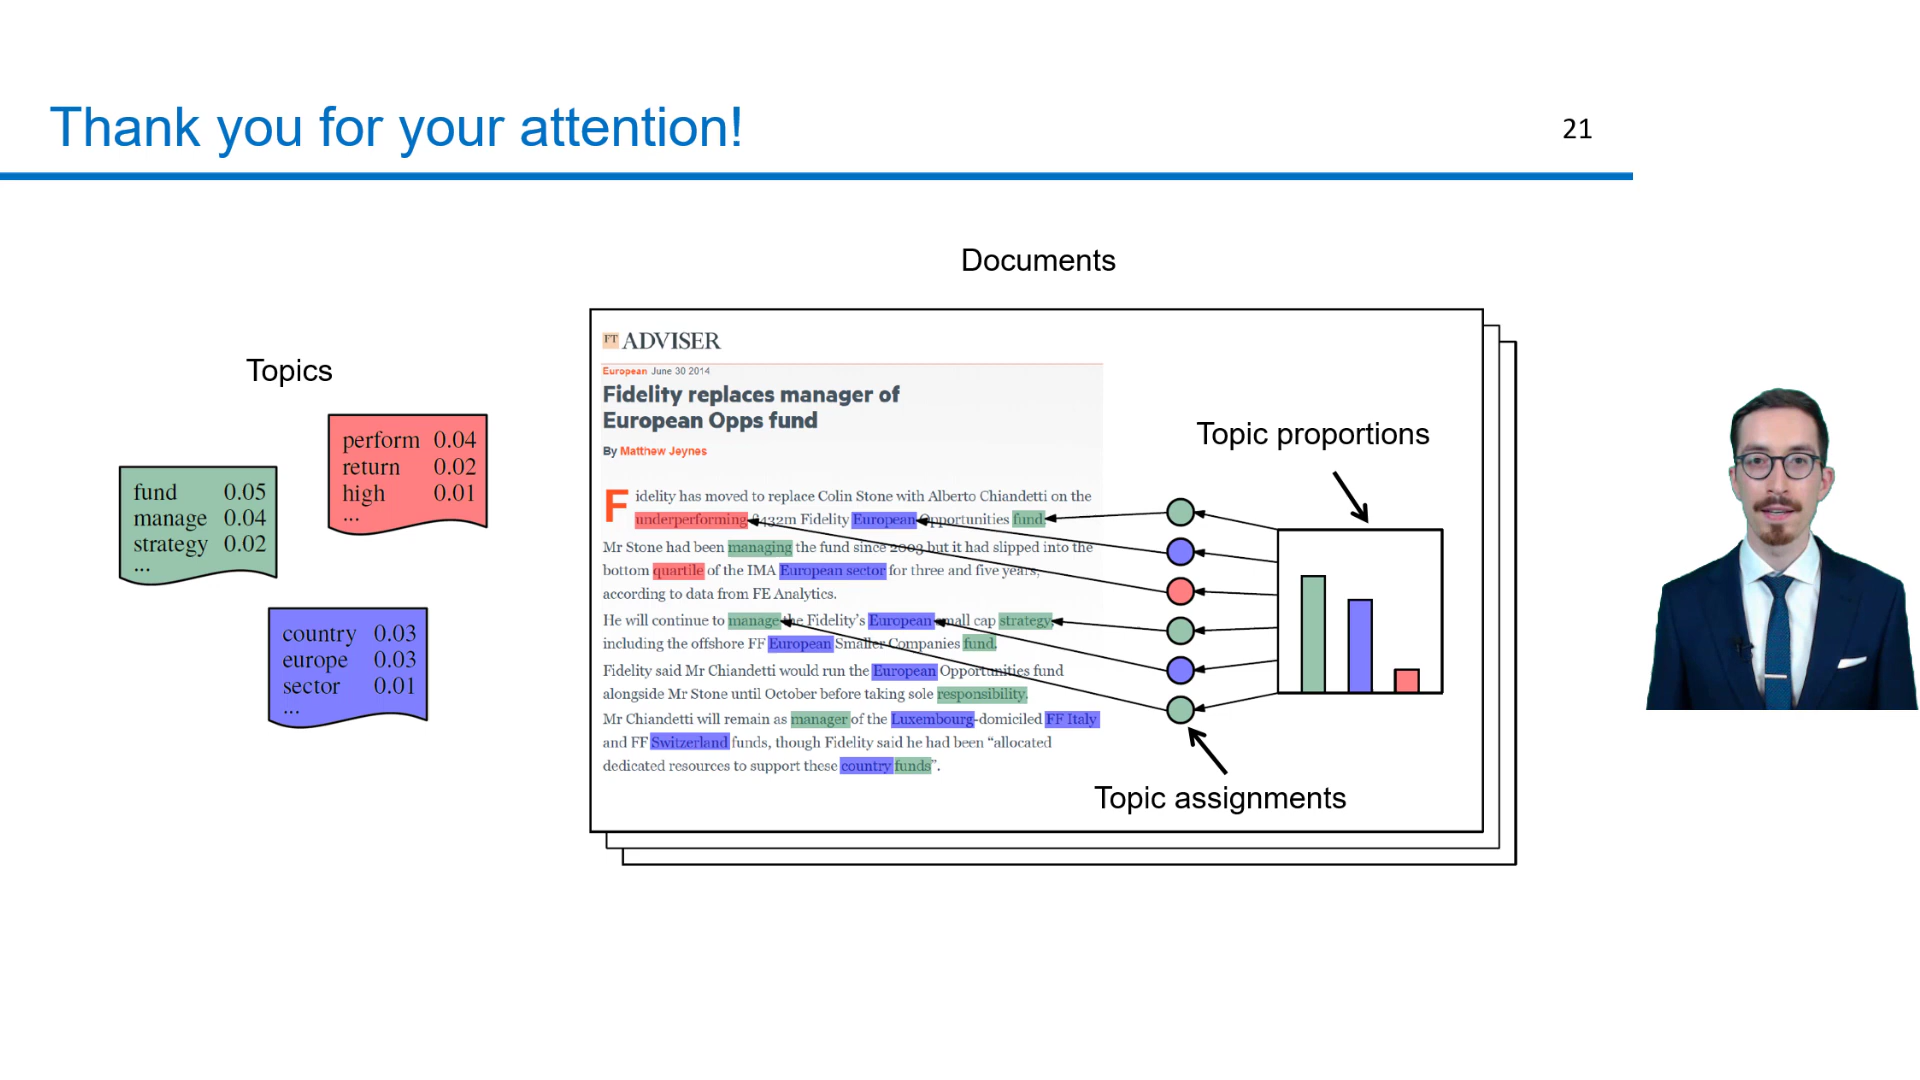 Thank you for your attention!
21
Documents
Topics
perform 0.04
return 0.02
high 0.01
...
fund 0.05
manage 0.04
strategy 0.02
...
country 0.03
europe 0.03
sector 0.01
...
FT ADVISER
European June 30 2014
Fidelity replaces manager of
European Opps fund
By Matthew Jeynes
Fidelity has moved to replace Colin Stone with Alberto Chiandetti on the
underperforming £432m Fidelity European Opportunities fund.
Mr Stone had been managing the fund since 2003 but it had slipped into the
bottom quartile of the IMA European sector for three and five years,
according to data from FE Analytics.
He will continue to manage the Fidelity's European small cap strategy,
including the offshore FF European Smaller Companies fund.
Fidelity said Mr Chiandetti would run the European Opportunities fund
alongside Mr Stone until October before taking sole responsibility.
Mr Chiandetti will remain as manager of the Luxembourg-domiciled FF Italy
and FF Switzerland funds, though Fidelity said he had been “allocated
dedicated resources to support these country funds”.
Topic proportions
Topic assignments